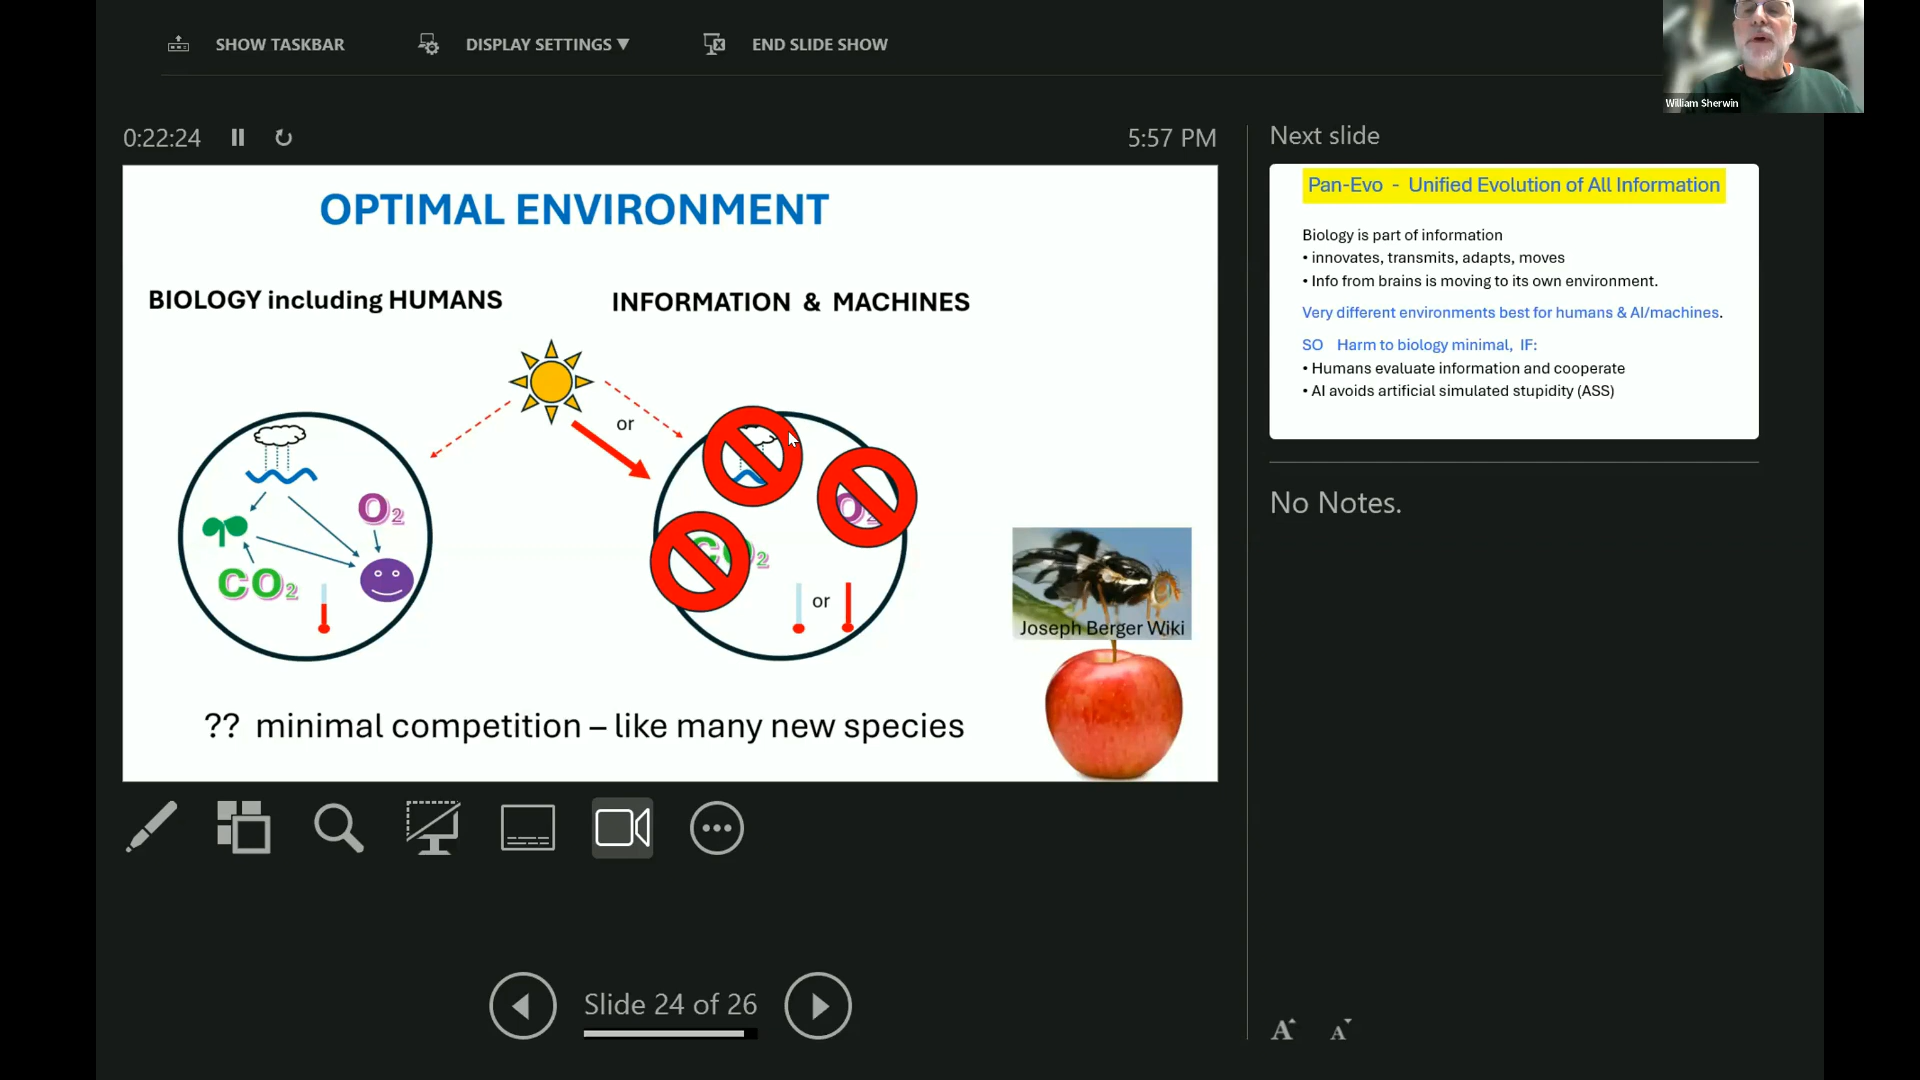 SHOW TASKBAR
DISPLAY SETTINGS ▼
END SLIDE SHOW
William Sherwin
0:22:24
5:57 PM
OPTIMAL ENVIRONMENT
BIOLOGY including HUMANS
INFORMATION & MACHINES
or
O2
CO2
O2
CO2
or
Joseph Berger Wiki
?? minimal competition – like many new species
Slide 24 of 26
Next slide
Pan-Evo - Unified Evolution of All Information
Biology is part of information
• innovates, transmits, adapts, moves
• Info from brains is moving to its own environment.
Very different environments best for humans & AI/machines.
SO Harm to biology minimal, IF:
• Humans evaluate information and cooperate
• AI avoids artificial simulated stupidity (ASS)
No Notes.
A A